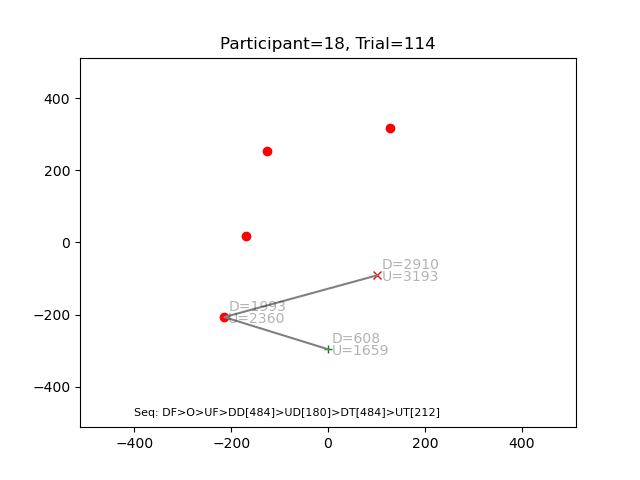 Participant=18, Trial=114
400
200
0
−200
−400
D=2910
U=3193
D=1993
U=2360
D=608
U=1659
Seq: DF>O>UF>DD[484]>UD[180]>DT[484]>UT[212]
−400
−200
0
200
400